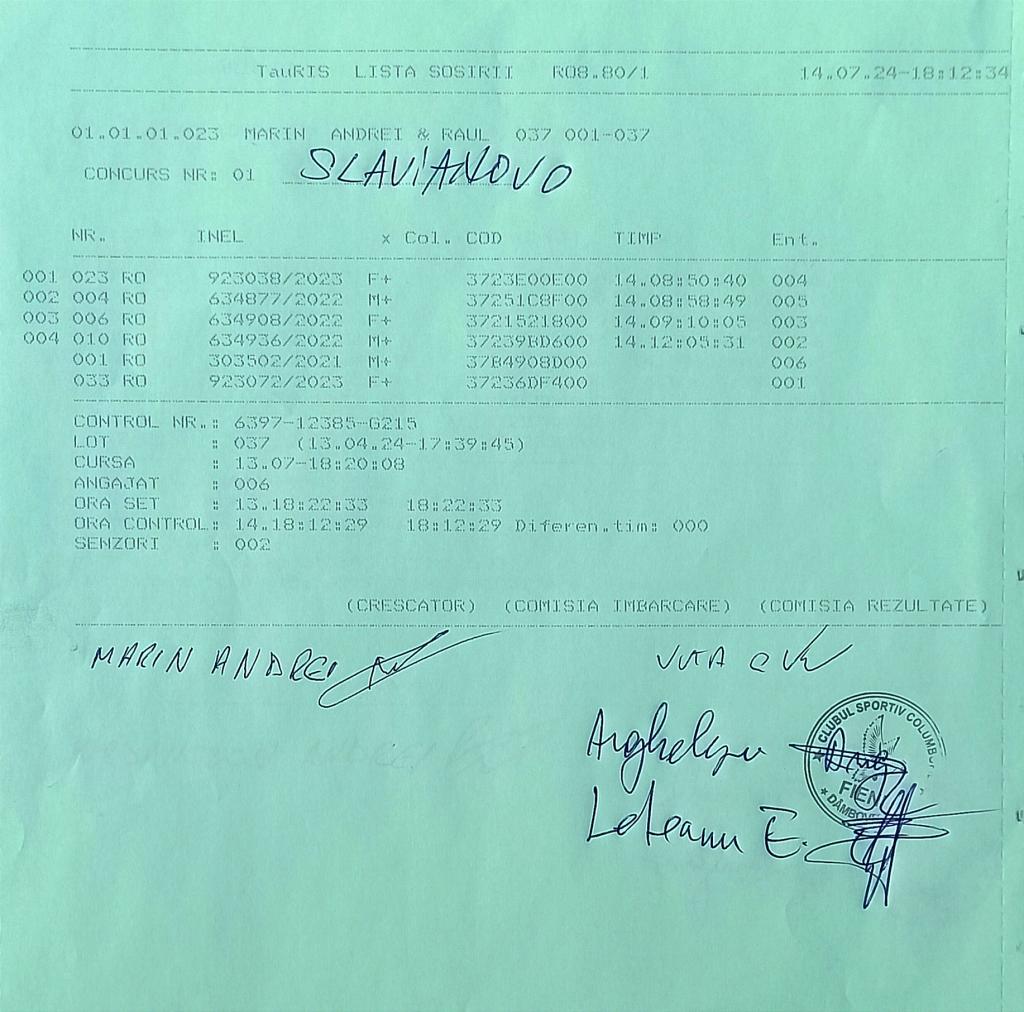 TauRIS LISTA SOSIRII R08.80/1 14.07.24-18:12:34
01.01.01.023 MARIN ANDREI & RAUL 037 001-037
CONCURS NR: 01 SLAVIANOVO
NR. INEL x Col. COD TIMP Ent.
001 023 RO 923038/2023 F+ 3723E00E00 14.08:50:40 004
002 004 RO 634877/2022 M+ 37251C8F00 14.08:58:49 005
003 006 RO 634908/2022 F+ 3721521800 14.09:10:05 003
004 010 RO 634936/2022 M+ 37239BD600 14.12:05:31 002
001 RO 303502/2021 M+ 37B4908D00 006
033 RO 923072/2023 F+ 37236DF400 001
CONTROL NR.: 6397-12385-G215
LOT : 037 (13.04.24-17:39:45)
CURSA : 13.07-18:20:08
ANGAJAT : 006
ORA SET : 13.18:22:33 18:22:33
ORA CONTROL: 14.18:12:29 18:12:29 Diferen.tim: 000
SENZORI : 002
(CRESCATOR) (COMISIA IMBARCARE) (COMISIA REZULTATE)
MARIN ANDREI
CLUBUL SPORTIV
FIENI
Leteanu E.